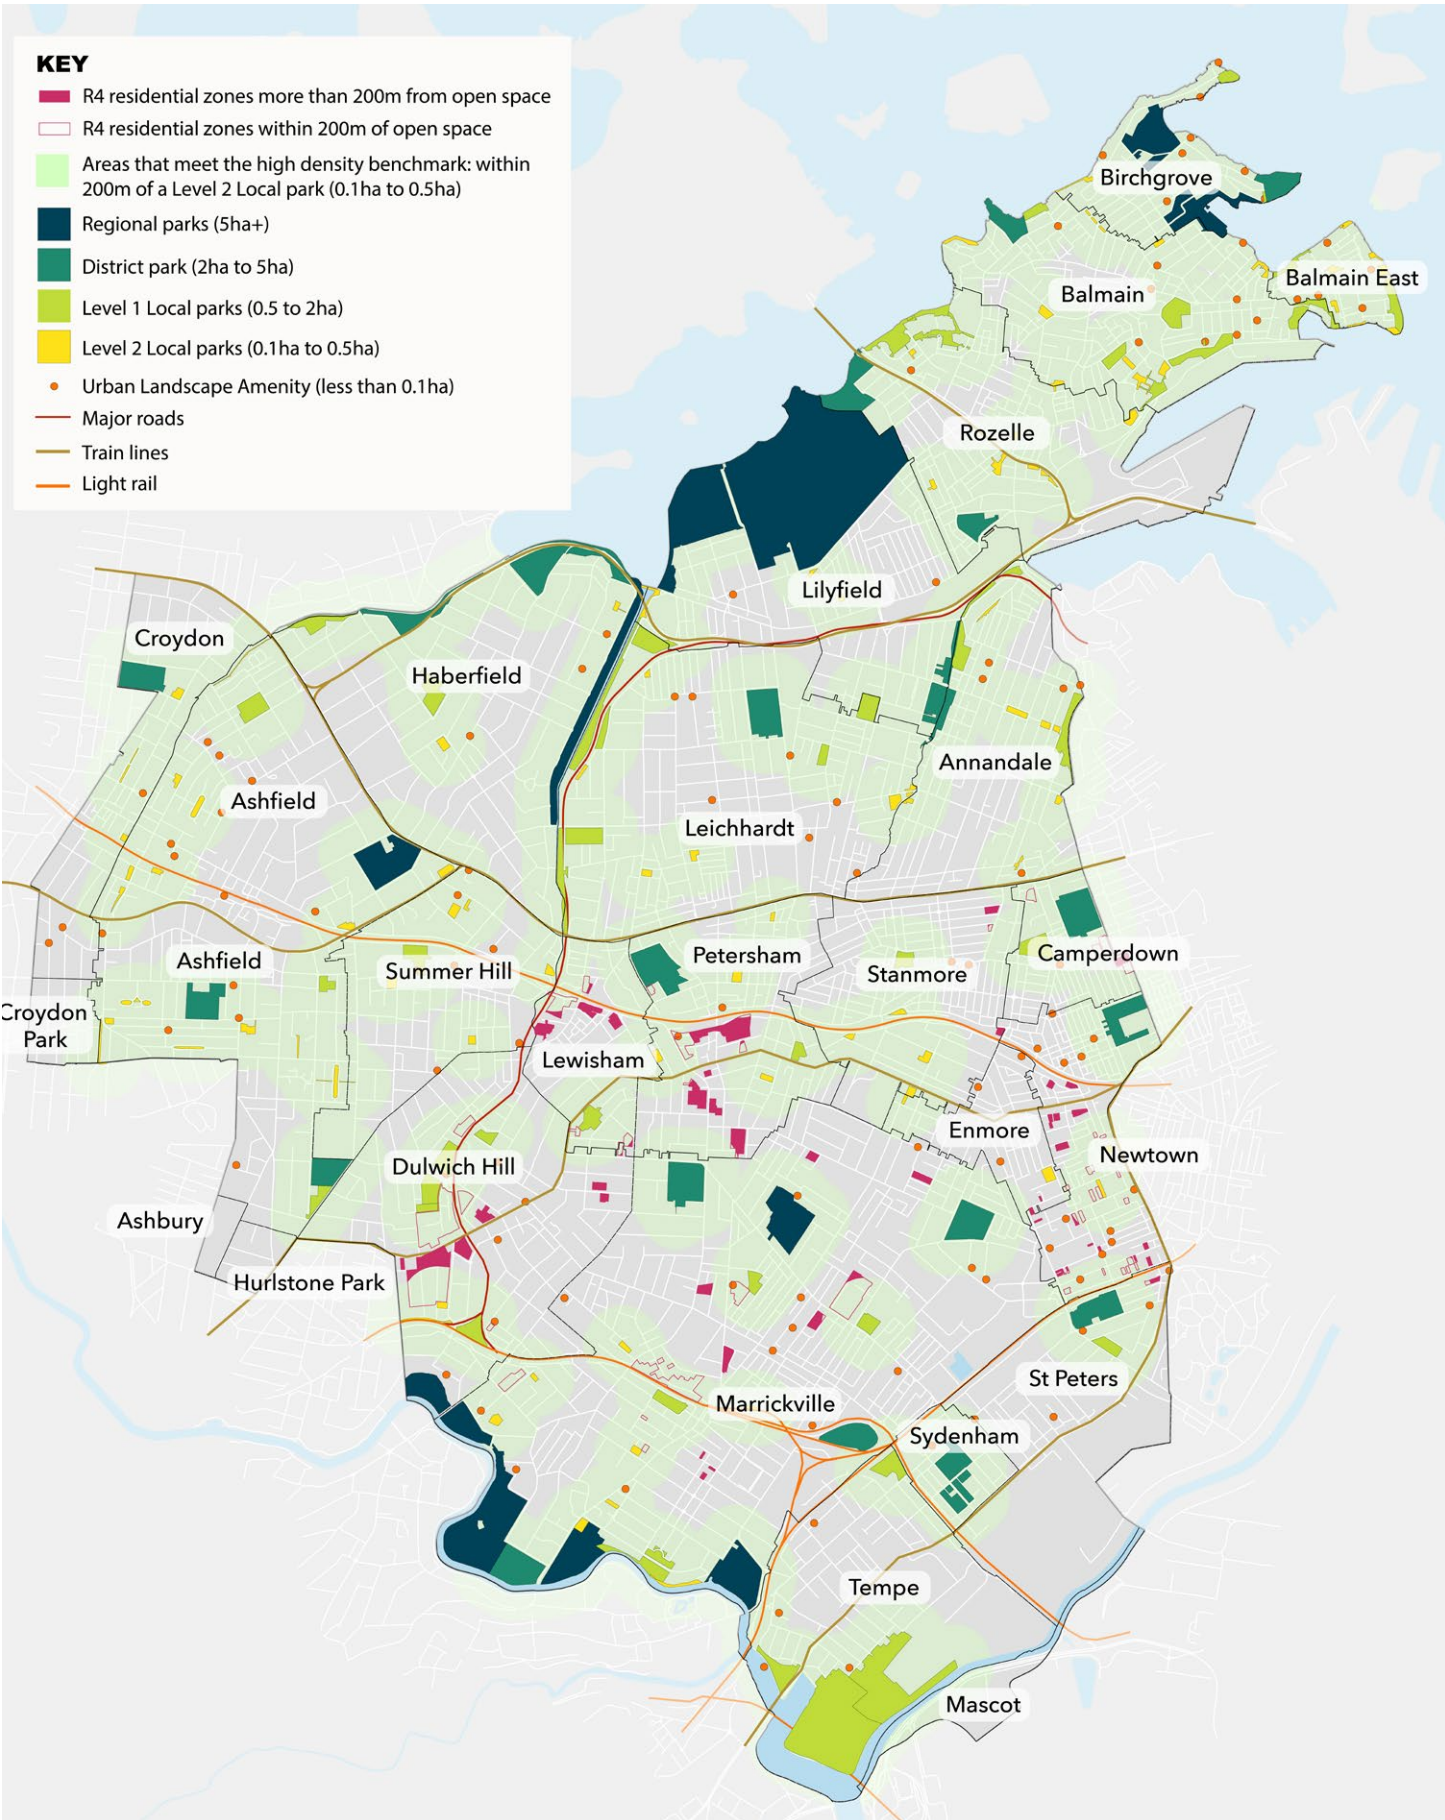 KEY
R4 residential zones more than 200m from open space
R4 residential zones within 200m of open space
Areas that meet the high density benchmark: within
200m of a Level 2 Local park (0.1ha to 0.5ha)
Regional parks (5ha+)
District park (2ha to 5ha)
Level 1 Local parks (0.5 to 2ha)
Level 2 Local parks (0.1ha to 0.5ha)
Urban Landscape Amenity (less than 0.1ha)
Major roads
Train lines
Light rail
Birchgrove
Balmain East
Balmain
Rozelle
Lilyfield
Croydon
Haberfield
Annandale
Ashfield
Leichhardt
Camperdown
Petersham
Ashfield
Summer Hill
Stanmore
Croydon
Park
Lewisham
Enmore
Newtown
Dulwich Hill
Ashbury
Hurlstone Park
St Peters
Marrickville
Sydenham
Tempe
Mascot